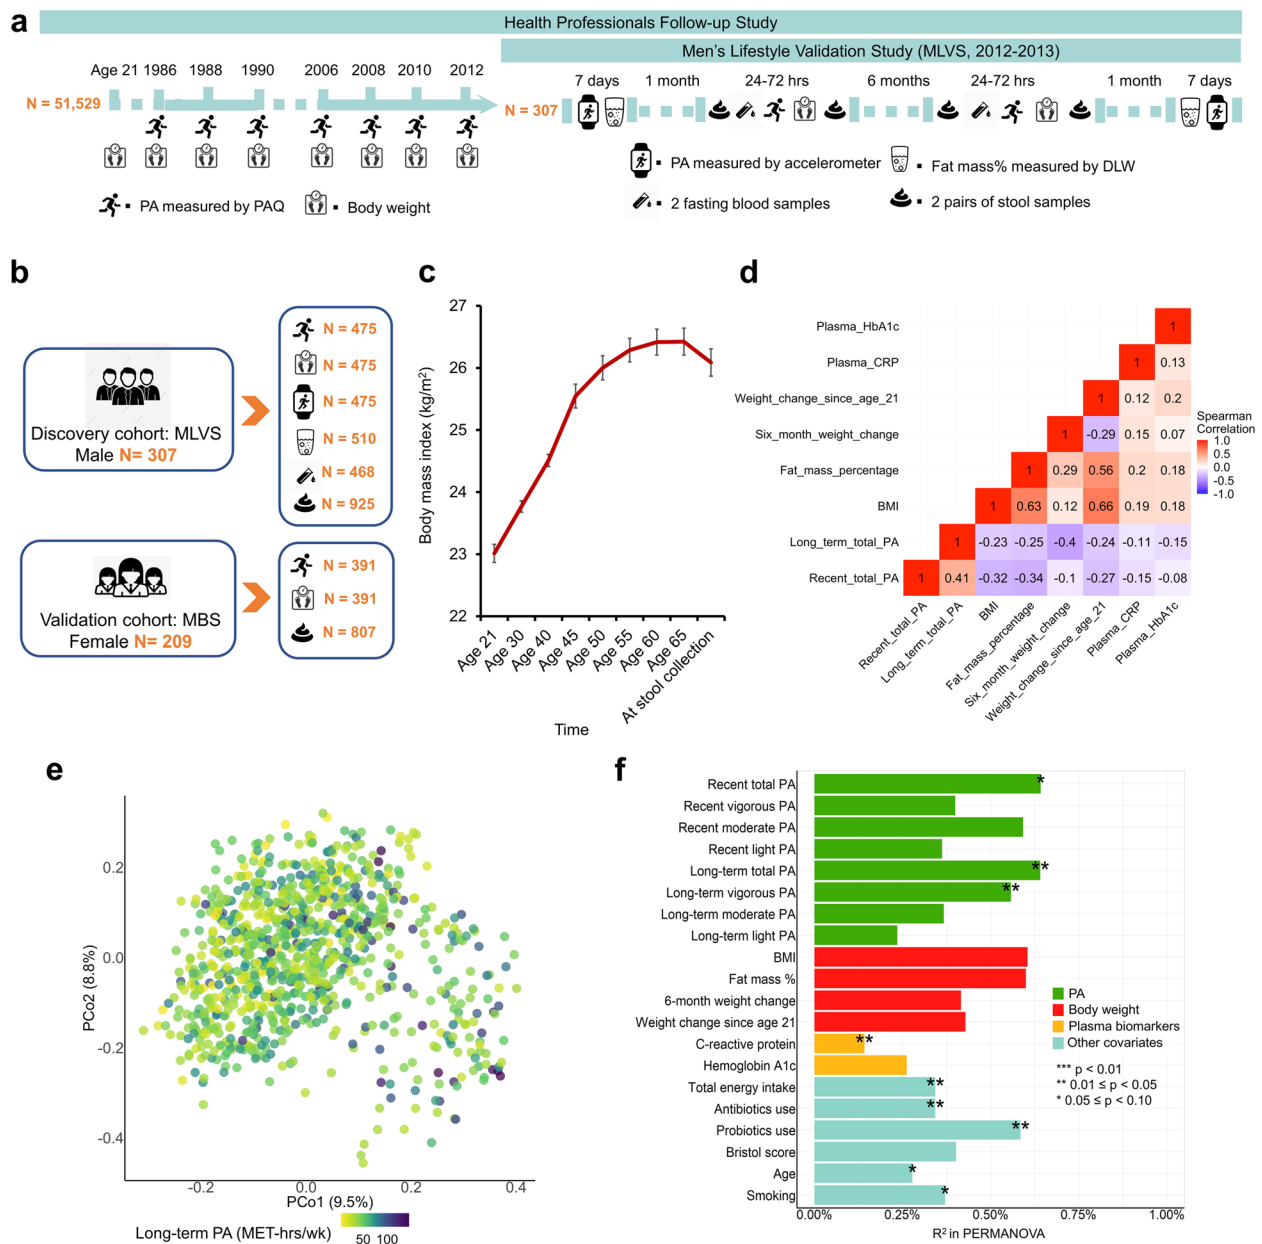 a
Health Professionals Follow-up Study
Men's Lifestyle Validation Study (MLVS, 2012-2013)
Age 21 1986 1988 1990 2006 2008 2010 2012
7 days 1 month 24-72 hrs 6 months 24-72 hrs 1 month 7 days
N = 51,529
N = 307
PA measured by accelerometer
Fat mass% measured by DLW
PA measured by PAQ
Body weight
2 fasting blood samples
2 pairs of stool samples
b
Discovery cohort: MLVS
Male N= 307
N = 475
N = 475
N = 475
N = 510
N = 468
N = 925
Validation cohort: MBS
Female N= 209
N = 391
N = 391
N = 807
c
Body mass index (kg/m²)
27
26
25
24
23
22
Age 21
Age 30
Age 40
Age 45
Age 50
Age 55
Age 60
Age 65
At stool collection
Time
d
Plasma_HbA1c 1
Plasma_CRP 1 0.13
Weight_change_since_age_21 1 0.12 0.2
Six_month_weight_change 1 -0.29 0.15 0.07
Fat_mass_percentage 1 0.29 0.56 0.2 0.18
BMI 1 0.63 0.12 0.66 0.19 0.18
Long_term_total_PA 1 -0.23 -0.25 -0.4 -0.24 -0.11 -0.15
Recent_total_PA 1 0.41 -0.32 -0.34 -0.1 -0.27 -0.15 -0.08
Recent_total_PA
Long_term_total_PA
BMI
Fat_mass_percentage
Six_month_weight_change
Weight_change_since_age_21
Plasma_CRP
Plasma_HbA1c
Spearman
Correlation
1.0
0.5
0.0
-0.5
-1.0
e
PCo2 (8.8%)
0.2
0.0
-0.2
-0.4
-0.2 0.0 0.2 0.4
PCo1 (9.5%)
Long-term PA (MET-hrs/wk)
50 100
f
Recent total PA *
Recent vigorous PA
Recent moderate PA
Recent light PA
Long-term total PA **
Long-term vigorous PA **
Long-term moderate PA
Long-term light PA
BMI
Fat mass %
6-month weight change
Weight change since age 21
C-reactive protein **
Hemoglobin A1c
Total energy intake **
Antibiotics use **
Probiotics use **
Bristol score
Age *
Smoking *
PA
Body weight
Plasma biomarkers
Other covariates
*** p < 0.01
** 0.01 ≤ p < 0.05
* 0.05 ≤ p < 0.10
0.00% 0.25% 0.50% 0.75% 1.00%
R² in PERMANOVA